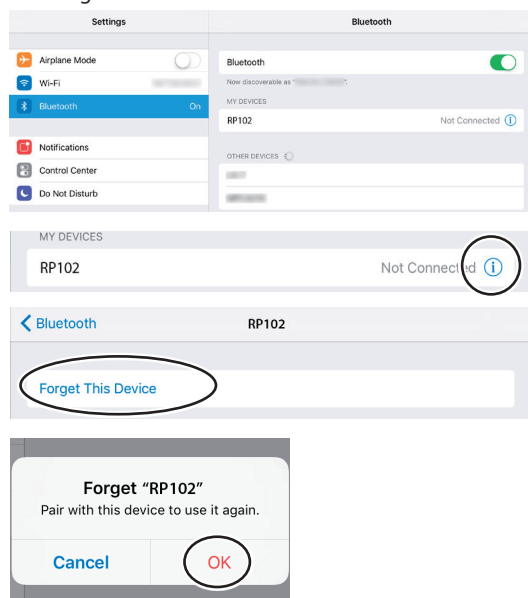 Settings
Bluetooth
Airplane Mode
Wi-Fi
Bluetooth On
Notifications
Control Center
Do Not Disturb
Bluetooth
Now discoverable as "
MY DEVICES
RP102 Not Connected
OTHER DEVICES
MY DEVICES
RP102 Not Connected
Bluetooth RP102
Forget This Device
Forget “RP102”
Pair with this device to use it again.
Cancel OK